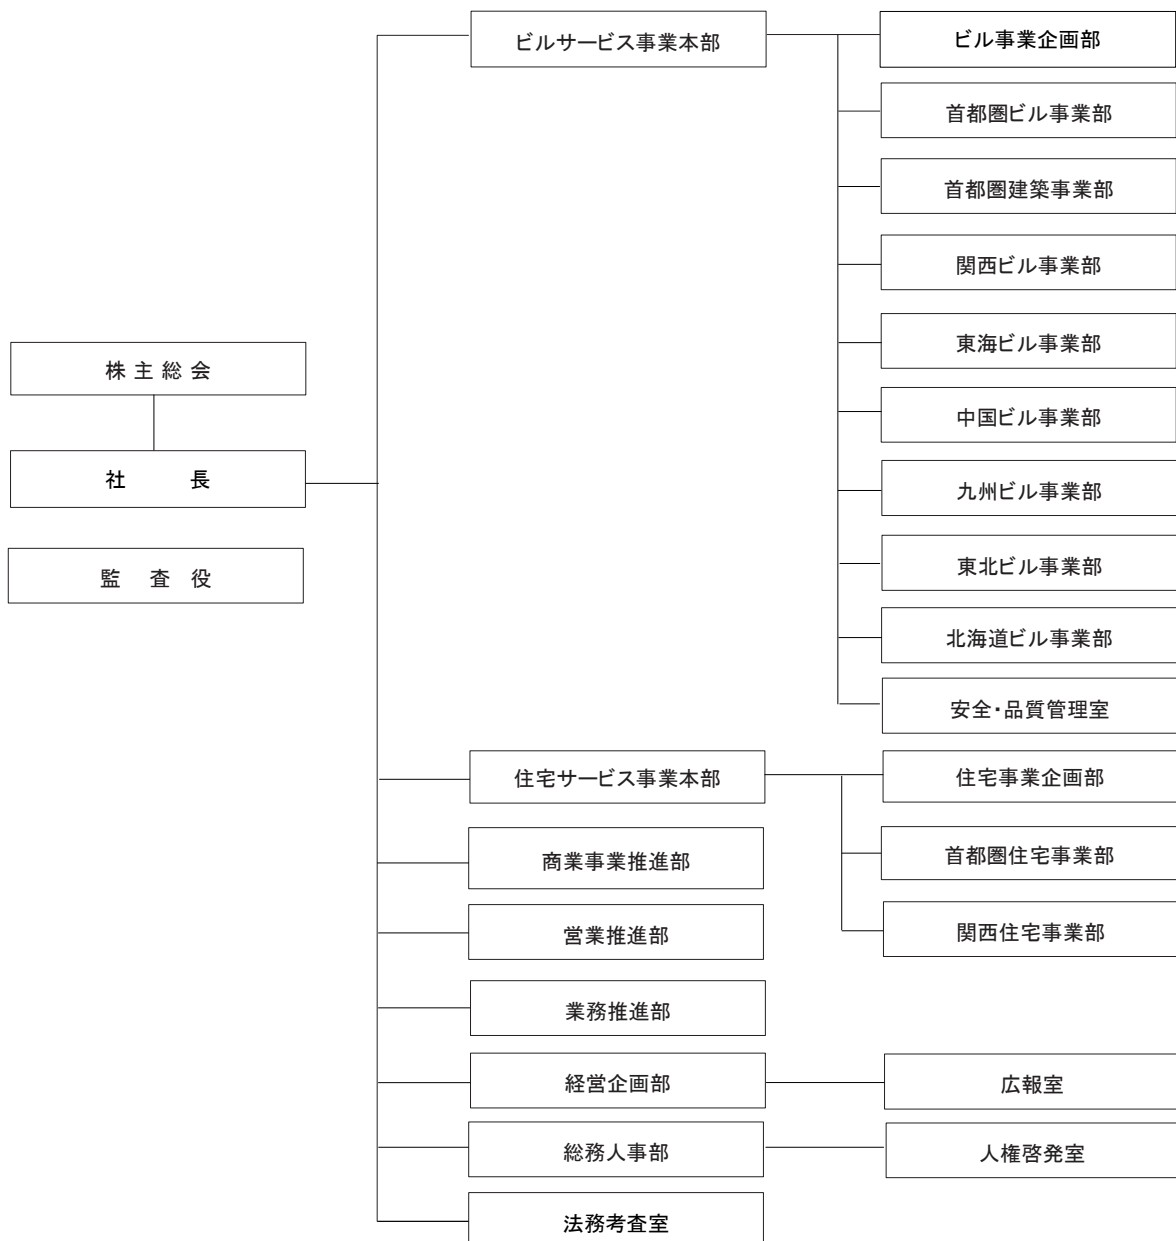 株主総会
社長
監査役
ビルサービス事業本部
ビル事業企画部
首都圏ビル事業部
首都圏建築事業部
関西ビル事業部
東海ビル事業部
中国ビル事業部
九州ビル事業部
東北ビル事業部
北海道ビル事業部
安全・品質管理室
住宅サービス事業本部
住宅事業企画部
首都圏住宅事業部
関西住宅事業部
商業事業推進部
営業推進部
業務推進部
経営企画部
広報室
総務人事部
人権啓発室
法務考査室